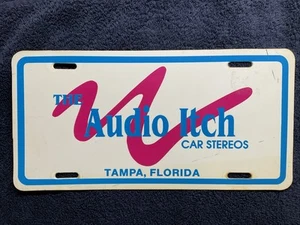 THE
Audio Itch
CAR STEREOS
TAMPA, FLORIDA